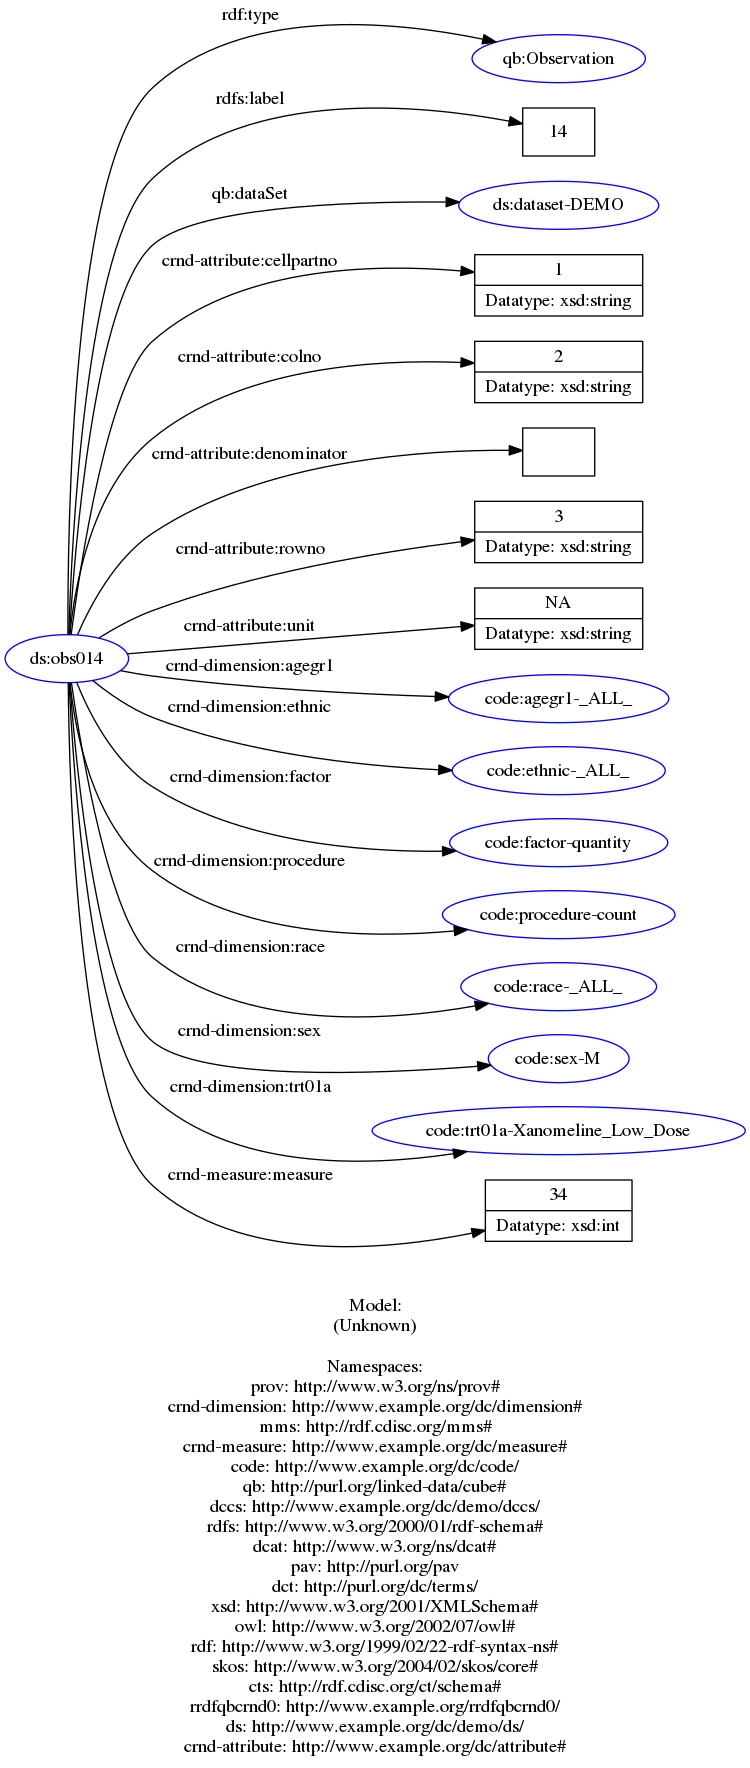 rdf:type
qb:Observation
rdfs:label
14
qb:dataSet
ds:dataset-DEMO
crnd-attribute:cellpartno
1
Datatype: xsd:string
crnd-attribute:colno
2
Datatype: xsd:string
crnd-attribute:denominator
crnd-attribute:rowno
3
Datatype: xsd:string
crnd-attribute:unit
NA
Datatype: xsd:string
ds:obs014
crnd-dimension:agegr1
code:agegr1-_ALL_
crnd-dimension:ethnic
code:ethnic-_ALL_
crnd-dimension:factor
code:factor-quantity
crnd-dimension:procedure
code:procedure-count
crnd-dimension:race
code:race-_ALL_
crnd-dimension:sex
code:sex-M
crnd-dimension:trt01a
code:trt01a-Xanomeline_Low_Dose
crnd-measure:measure
34
Datatype: xsd:int
Model:
(Unknown)
Namespaces:
prov: http://www.w3.org/ns/prov#
crnd-dimension: http://www.example.org/dc/dimension#
mms: http://rdf.cdisc.org/mms#
crnd-measure: http://www.example.org/dc/measure#
code: http://www.example.org/dc/code/
qb: http://purl.org/linked-data/cube#
dccs: http://www.example.org/dc/demo/dccs/
rdfs: http://www.w3.org/2000/01/rdf-schema#
dcat: http://www.w3.org/ns/dcat#
pav: http://purl.org/pav
dct: http://purl.org/dc/terms/
xsd: http://www.w3.org/2001/XMLSchema#
owl: http://www.w3.org/2002/07/owl#
rdf: http://www.w3.org/1999/02/22-rdf-syntax-ns#
skos: http://www.w3.org/2004/02/skos/core#
cts: http://rdf.cdisc.org/ct/schema#
rrdfqbcrnd0: http://www.example.org/rrdfqbcrnd0/
ds: http://www.example.org/dc/demo/ds/
crnd-attribute: http://www.example.org/dc/attribute#